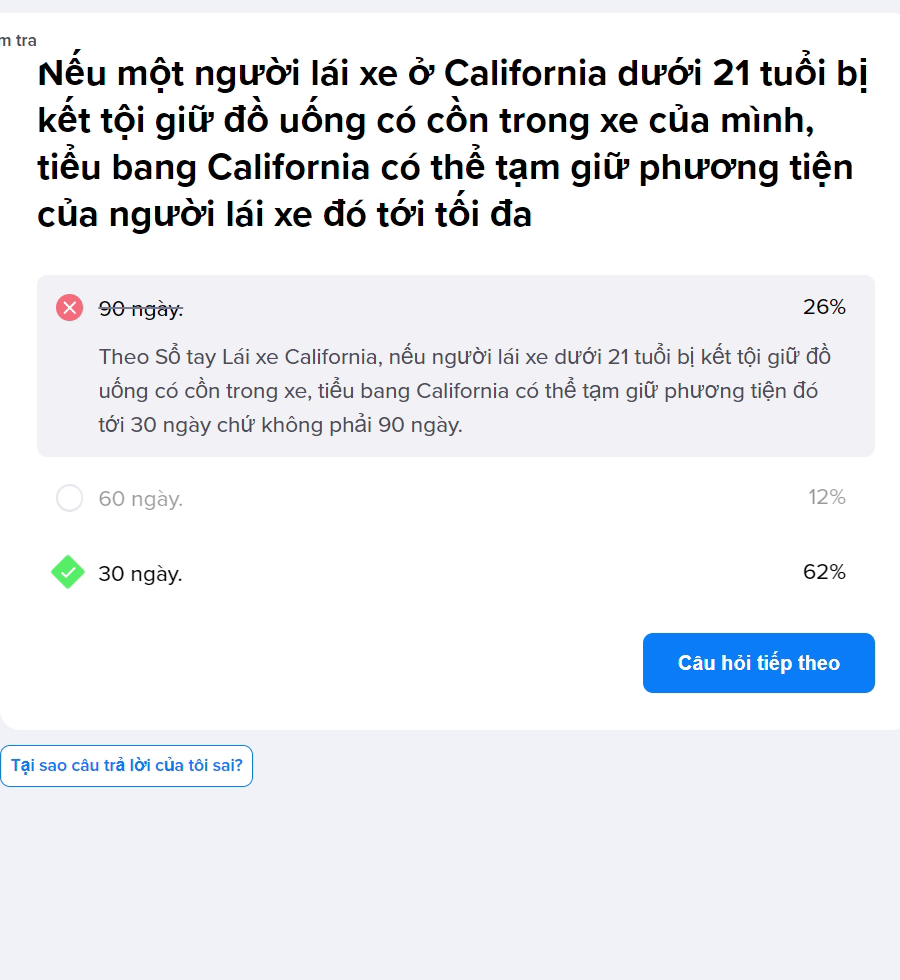 m tra
Nếu một người lái xe ở California dưới 21 tuổi bị
kết tội giữ đồ uống có cồn trong xe của mình,
tiểu bang California có thể tạm giữ phương tiện
của người lái xe đó tới tối đa
90 ngày. 26%
Theo Sổ tay Lái xe California, nếu người lái xe dưới 21 tuổi bị kết tội giữ đồ
uống có cồn trong xe, tiểu bang California có thể tạm giữ phương tiện đó
tới 30 ngày chứ không phải 90 ngày.
60 ngày. 12%
30 ngày. 62%
Câu hỏi tiếp theo
Tại sao câu trả lời của tôi sai?